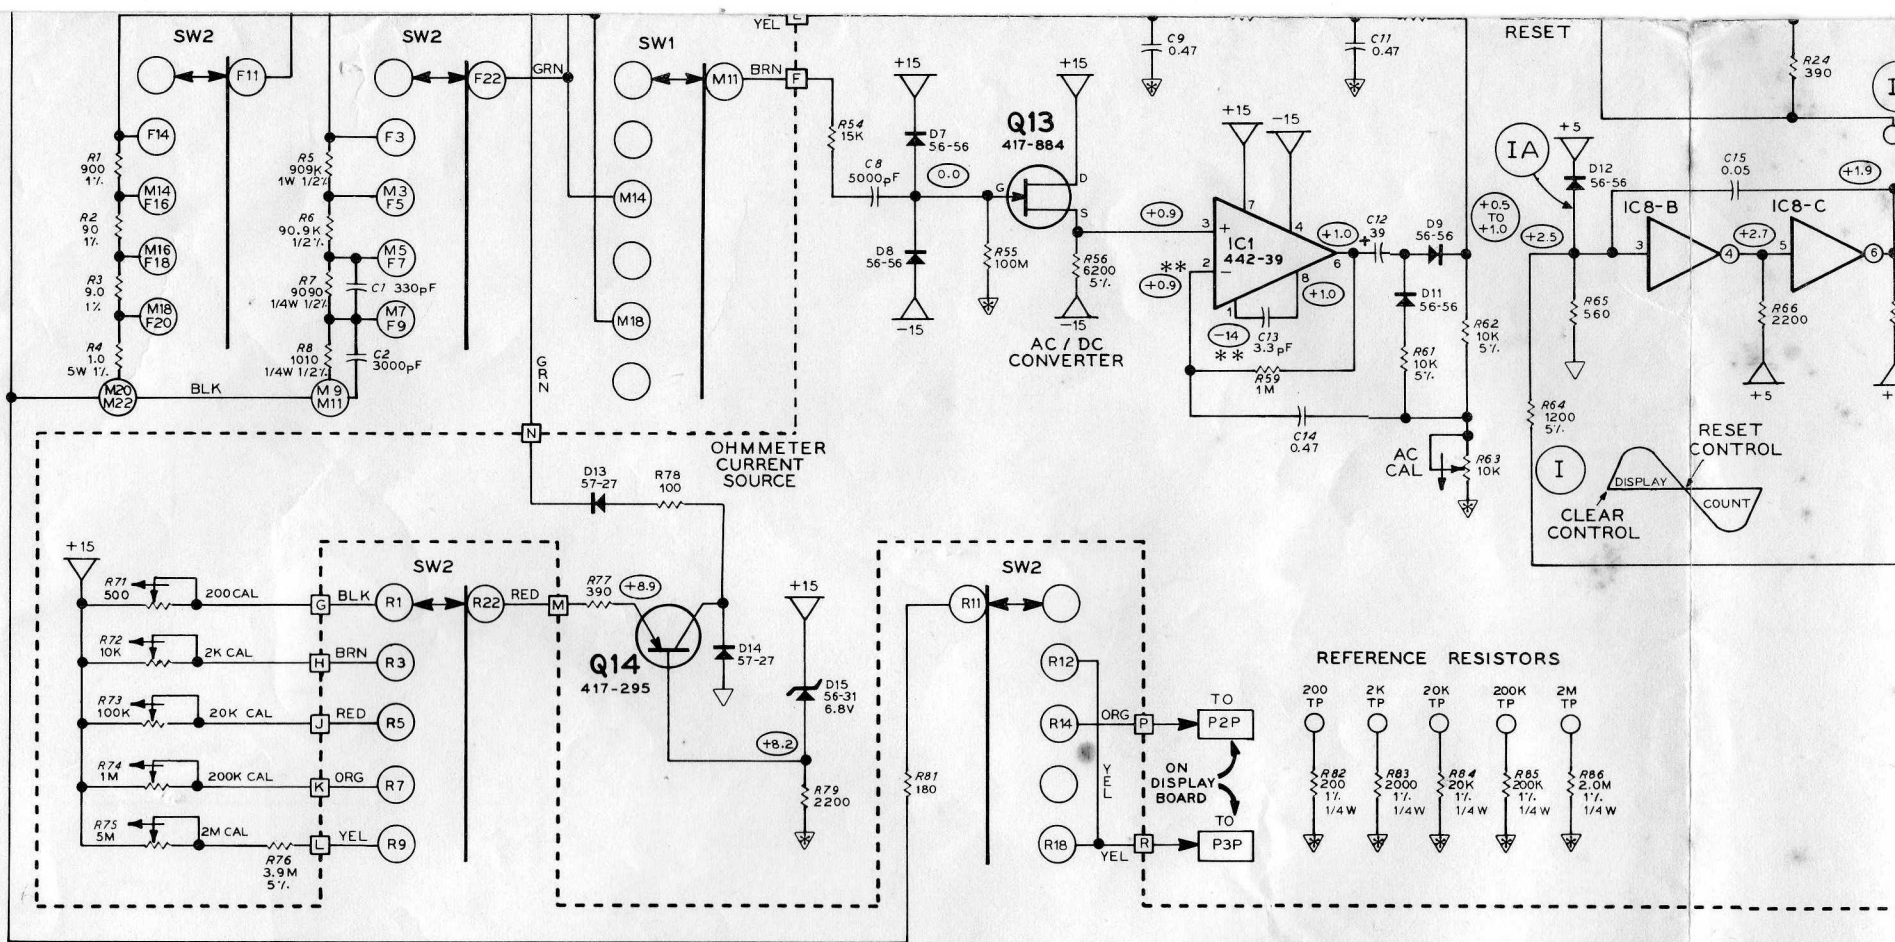 E
YEL
SW2
F11
F14
R1
900
1%
M14
F16
R2
90
1%
M16
F18
R3
9.0
1%
M18
F20
R4
1.0
5W 1%
M20
M22
BLK
SW2
F22
GRN
F3
R5
909K
1W 1/2%
M3
F5
R6
90.9K
1/2%
M5
F7
R7
9090
1/4W 1/2%
C1 330pF
M7
F9
R8
1010
1/4W 1/2%
C2
3000pF
M9
M11
GRN
SW1
M11
BRN
F
M14
M18
R54
15K
C8
5000pF
+15
D7
56-56
0.0
D8
56-56
-15
Q13
417-884
+15
G
D
S
R55
100M
R56
6200
5%
-15
AC/DC
CONVERTER
C9
0.47
C11
0.47
+15
-15
+0.9
3
+
7
4
IC1
442-39
2
-
**
+0.9
6
8
+1.0
1
-14
**
C13
3.3pF
+1.0
R59
1M
C14
0.47
C12
+
39
D9
56-56
D11
56-56
R61
10K
5%
R62
10K
5%
AC
CAL
R63
10K
+0.5
TO
+1.0
RESET
R24
390
I
IA
+5
D12
56-56
+2.5
R65
560
R64
1200
5%
C15
0.05
IC8-B
3
4
+2.7
IC8-C
5
6
+1.9
R66
2200
+5
+
I
RESET
CONTROL
DISPLAY
COUNT
CLEAR
CONTROL
N
OHMMETER
CURRENT
SOURCE
D13
57-27
R78
100
+15
R71
500
200CAL
G
BLK
R1
R72
10K
2K CAL
H
BRN
R3
R73
100K
20K CAL
J
RED
R5
R74
1M
200K CAL
K
ORG
R7
R75
5M
2M CAL
R76
3.9M
5%
L
YEL
R9
SW2
R22
RED
M
R77
390
+8.9
Q14
417-295
D14
57-27
+15
D15
56-31
6.8V
+8.2
R79
2200
R81
180
SW2
R11
R12
R14
ORG
P
TO
P2P
YEL
ON
DISPLAY
BOARD
R18
YEL
R
TO
P3P
REFERENCE RESISTORS
200
TP
2K
TP
20K
TP
200K
TP
2M
TP
R82
200
1%
1/4W
R83
2000
1%
1/4W
R84
20K
1%
1/4W
R85
200K
1%
1/4W
R86
2.0M
1%
1/4W